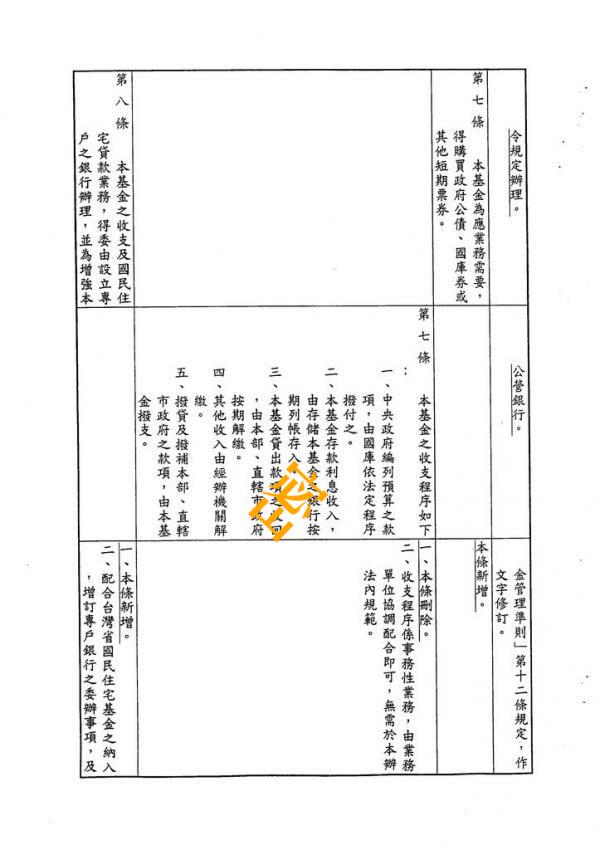 令規定辦理。
公營銀行。
金管理準則」第十二條規定，作
文字修訂。
第七條　本基金為應業務需要，
得購買政府公債、國庫券或
其他短期票券。
本條新增。
第七條　本基金之收支程序如下
：
一、中央政府編列預算之款
項，由國庫依法定程序
撥付之。
二、本基金存款利息收入，
由存儲本基金之銀行按
期列帳存入
三、本基金貸出款項之回
，由本部、直轄市政府
按期解繳。
四、其他收入由經辦機關解
繳。
五、撥貸及撥補本部、直轄
市政府之款項，由本基
金撥支。
一、本條刪除。
二、收支程序係事務性業務，由業務
單位協調配合即可，無需於本辦
法內規範。
第八條　本基金之收支及國民住
宅貸款業務，得委由設立專
戶之銀行辦理，並為增強本
一、本條新增。
二、配合台灣省國民住宅基金之納入
，增訂專戶銀行之委辦事項，及